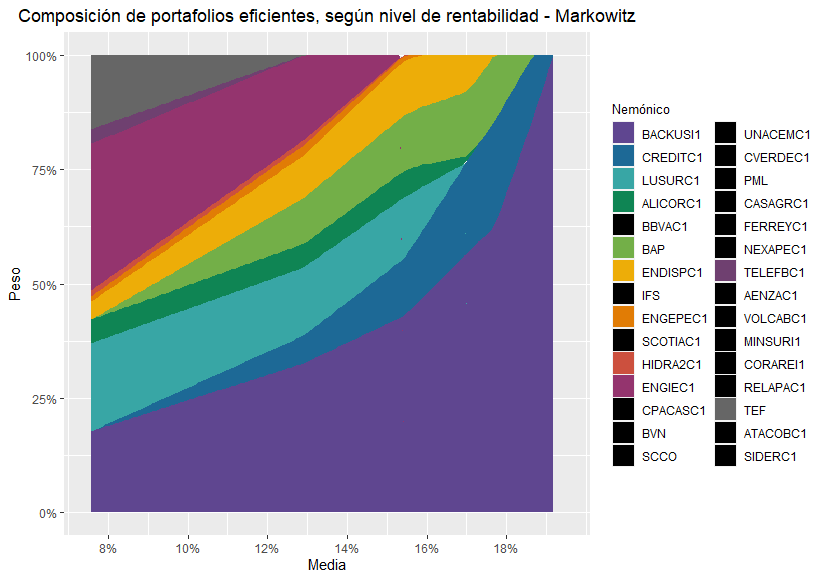 Composición de portafolios eficientes, según nivel de rentabilidad - Markowitz
100%
75%
50%
25%
0%
Peso
8%
10%
12%
14%
16%
18%
Media
Nemónico
BACKUSI1
CREDITC1
LUSURC1
ALICORC1
BBVAC1
BAP
ENDISPC1
IFS
ENGEPEC1
SCOTIAC1
HIDRA2C1
ENGIEC1
CPACASC1
BVN
SCCO
UNACEMC1
CVERDEC1
PML
CASAGRC1
FERREYC1
NEXAPEC1
TELEFBC1
AENZAC1
VOLCABC1
MINSURI1
CORAREI1
RELAPAC1
TEF
ATACOBC1
SIDERC1